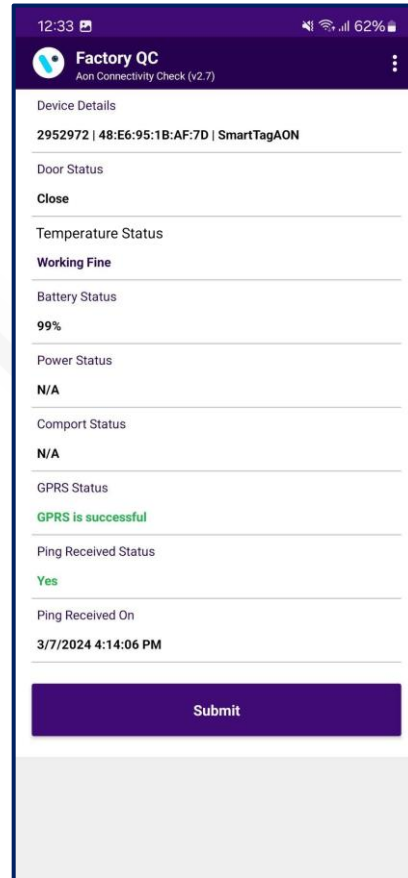 12:33 62%
Factory QC
Aon Connectivity Check (v2.7)
Device Details
2952972 | 48:E6:95:1B:AF:7D | SmartTagAON
Door Status
Close
Temperature Status
Working Fine
Battery Status
99%
Power Status
N/A
Comport Status
N/A
GPRS Status
GPRS is successful
Ping Received Status
Yes
Ping Received On
3/7/2024 4:14:06 PM
Submit